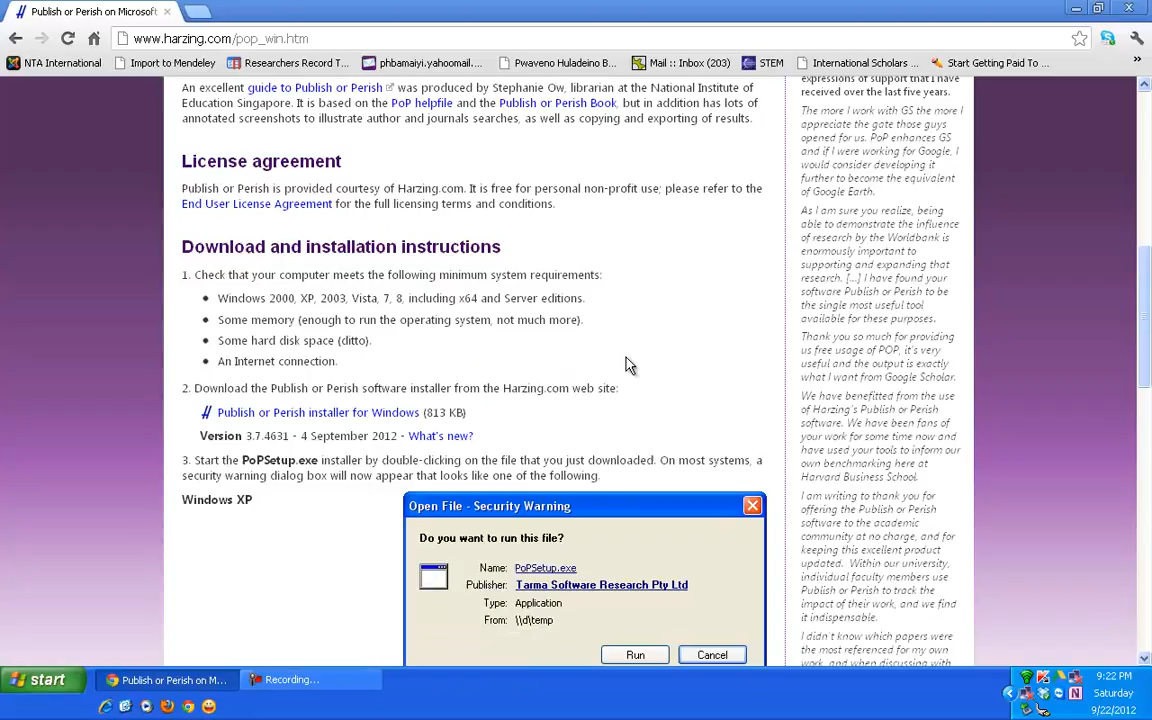 Publish or Perish on Microsoft
www.harzing.com/pop_win.htm
NTA International
Import to Mendeley
Researchers Record T...
phbamaiyi.yahoomail....
Pwaveno Huladeino B...
Mail :: Inbox (203)
STEM
International Scholars ...
Start Getting Paid To ...
»
An excellent guide to Publish or Perish was produced by Stephanie Ow, librarian at the National Institute of
Education Singapore. It is based on the PoP helpfile and the Publish or Perish Book, but in addition has lots of
annotated screenshots to illustrate author and journals searches, as well as copying and exporting of results.
License agreement
Publish or Perish is provided courtesy of Harzing.com. It is free for personal non-profit use; please refer to the
End User License Agreement for the full licensing terms and conditions.
Download and installation instructions
1. Check that your computer meets the following minimum system requirements:
• Windows 2000, XP, 2003, Vista, 7, 8, including x64 and Server editions.
• Some memory (enough to run the operating system, not much more).
• Some hard disk space (ditto).
• An Internet connection.
2. Download the Publish or Perish software installer from the Harzing.com web site:
Publish or Perish installer for Windows (813 KB)
Version 3.7.4631 - 4 September 2012 - What's new?
3. Start the PoPSetup.exe installer by double-clicking on the file that you just downloaded. On most systems, a
security warning dialog box will now appear that looks like one of the following.
Windows XP
Open File - Security Warning
Do you want to run this file?
Name: PoPSetup.exe
Publisher: Tarma Software Research Pty Ltd
Type: Application
From: \\d\temp
Run
Cancel
expressions of support that I have
received over the last five years.
The more I work with GS the more I
appreciate the gate those guys
opened for us. PoP enhances GS
and if I were working for Google, I
would consider developing it
further to become the equivalent
of Google Earth.
As I am sure you realize, being
able to demonstrate the influence
of research by the Worldbank is
enormously important to
supporting and expanding that
research. [...] I have found your
software Publish or Perish to be
the single most useful tool
available for these purposes.
Thank you so much for providing
us free usage of POP, it's very
useful and the output is exactly
what I want from Google Scholar.
We have benefitted from the use
of Harzing's Publish or Perish
software. We have been fans of
your work for some time now and
have used your tools to inform our
own benchmarking here at
Harvard Business School.
I am writing to thank you for
offering the Publish or Perish
software to the academic
community at no charge, and for
keeping this excellent product
updated. Within our university,
individual faculty members use
Publish or Perish to track the
impact of their work, and we find
it indispensable.
I didn't know which papers were
the most referenced for my own
work, and when discussing with
start
Publish or Perish on M...
Recording...
9:22 PM
Saturday
9/22/2012